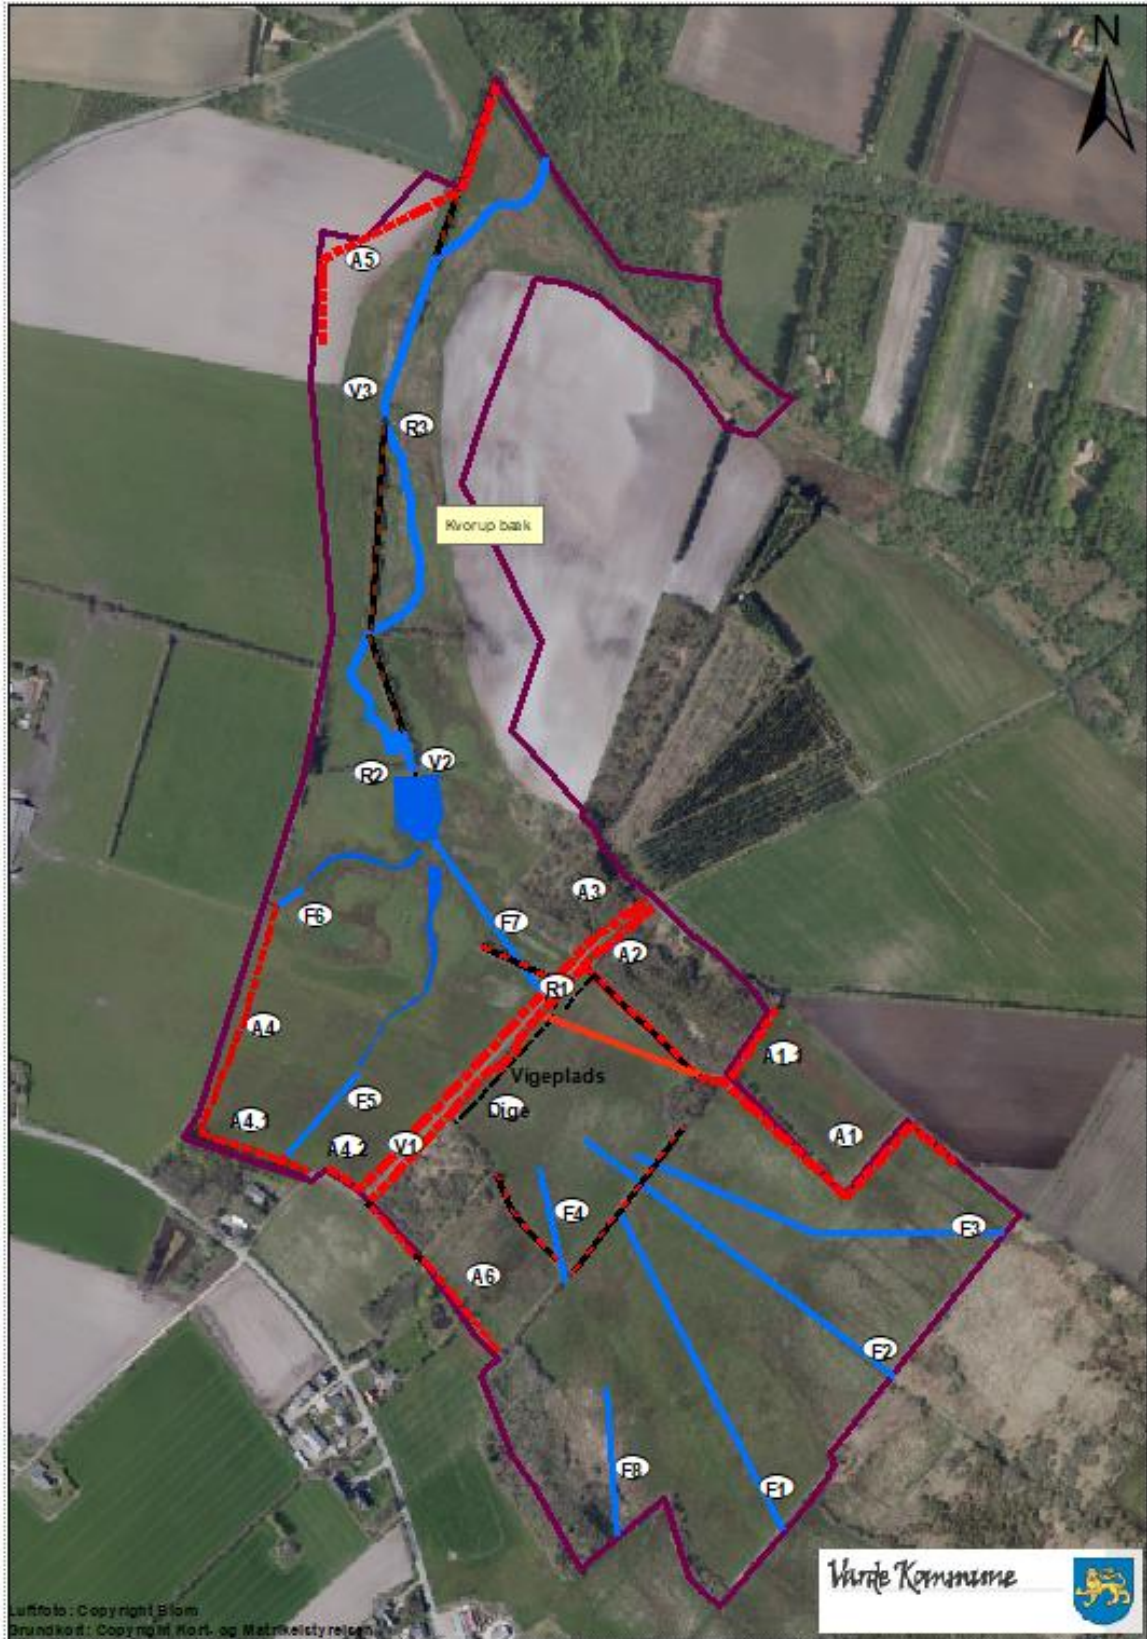 N
A5
V3
R3
Kvorup bæk
R2
V2
A3
F6
F7
A2
R1
A4
A1.1
Vigeplads
F5
Dige
A4.1
A4.2
V1
A1
F4
F3
A6
F2
F8
F1
Varde Kommune
Luftfoto: Copyright Blom
Grundkort: Copyright Kort- og Matrikelstyrelsen